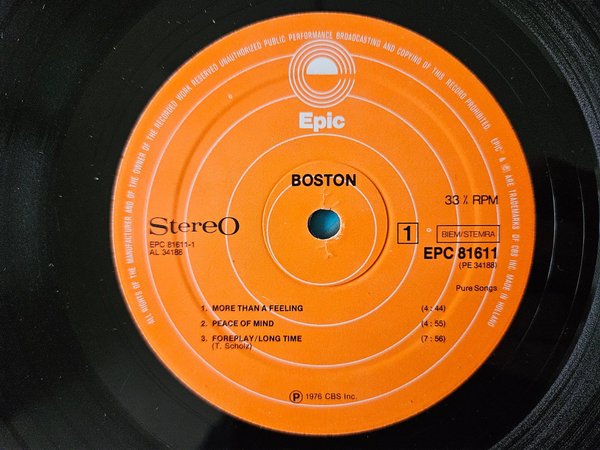 ALL RIGHTS OF THE MANUFACTURER AND OF THE OWNER OF THE RECORDED WORK RESERVED UNAUTHORIZED PUBLIC PERFORMANCE BROADCASTING AND COPYING OF THIS RECORD PROHIBITED. EPIC® & ℗ ARE TRADEMARKS OF CBS INC. MADE IN HOLLAND
Epic
BOSTON
33⅓ RPM
Stereo
1
BIEM/STEMRA
EPC 81611-1
AL 34188
EPC 81611
(PE 34188)
Pure Songs
1. MORE THAN A FEELING (4:44)
2. PEACE OF MIND (4:55)
3. FOREPLAY/LONG TIME (7:56)
(T. Scholz)
℗ 1976 CBS Inc.